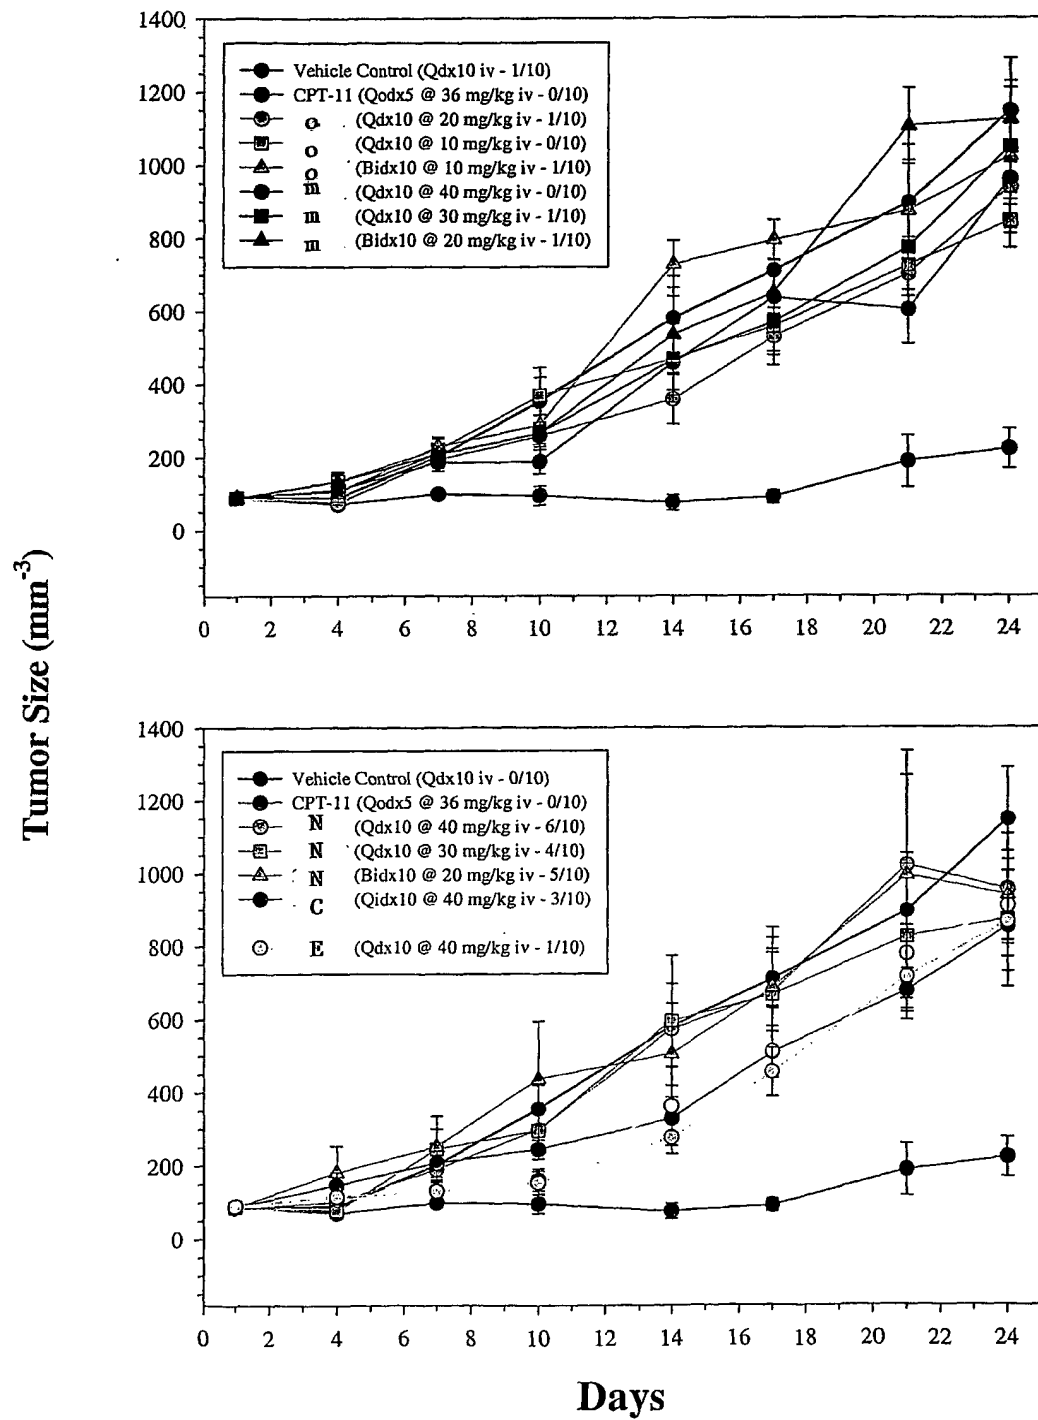 Tumor Size (mm-3)
1400
1200
1000
800
600
400
200
0
Vehicle Control (Qdx10 iv - 1/10)
CPT-11 (Qodx5 @ 36 mg/kg iv - 0/10)
o (Qdx10 @ 20 mg/kg iv - 1/10)
o (Qdx10 @ 10 mg/kg iv - 0/10)
o (Bidx10 @ 10 mg/kg iv - 1/10)
m (Qdx10 @ 40 mg/kg iv - 0/10)
m (Qdx10 @ 30 mg/kg iv - 1/10)
m (Bidx10 @ 20 mg/kg iv - 1/10)
0 2 4 6 8 10 12 14 16 18 20 22 24
1400
1200
1000
800
600
400
200
0
Vehicle Control (Qdx10 iv - 0/10)
CPT-11 (Qodx5 @ 36 mg/kg iv - 0/10)
N (Qdx10 @ 40 mg/kg iv - 6/10)
N (Qdx10 @ 30 mg/kg iv - 4/10)
N (Bidx10 @ 20 mg/kg iv - 5/10)
C (Qidx10 @ 40 mg/kg iv - 3/10)
E (Qdx10 @ 40 mg/kg iv - 1/10)
0 2 4 6 8 10 12 14 16 18 20 22 24
Days